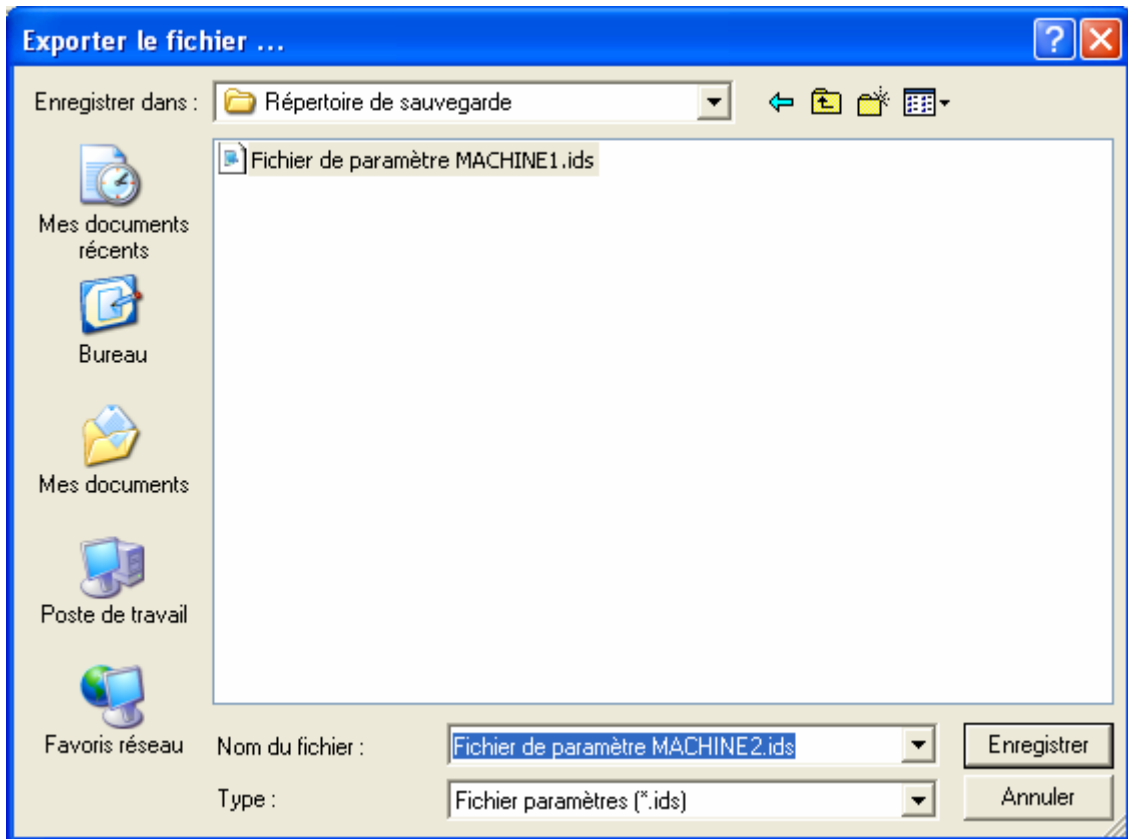 Exporter le fichier ...
Enregistrer dans :
Répertoire de sauvegarde
Fichier de paramètre MACHINE1.ids
Mes documents
récents
Bureau
Mes documents
Poste de travail
Favoris réseau
Nom du fichier :
Fichier de paramètre MACHINE2.ids
Enregistrer
Type :
Fichier paramètres (*.ids)
Annuler